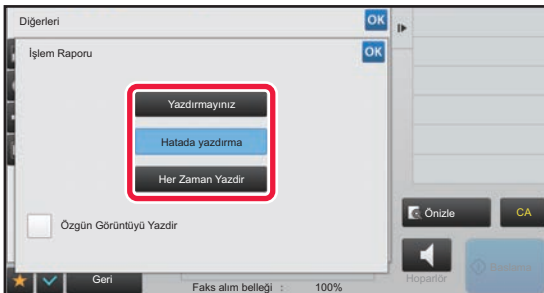 Diğerleri
OK
İşlem Raporu
OK
Yazdırmayınız
Hatada yazdırma
Her Zaman Yazdir
Özgün Görüntüyü Yazdir
Önizle
CA
Geri
Faks alım belleği : 100%
Hoparlör